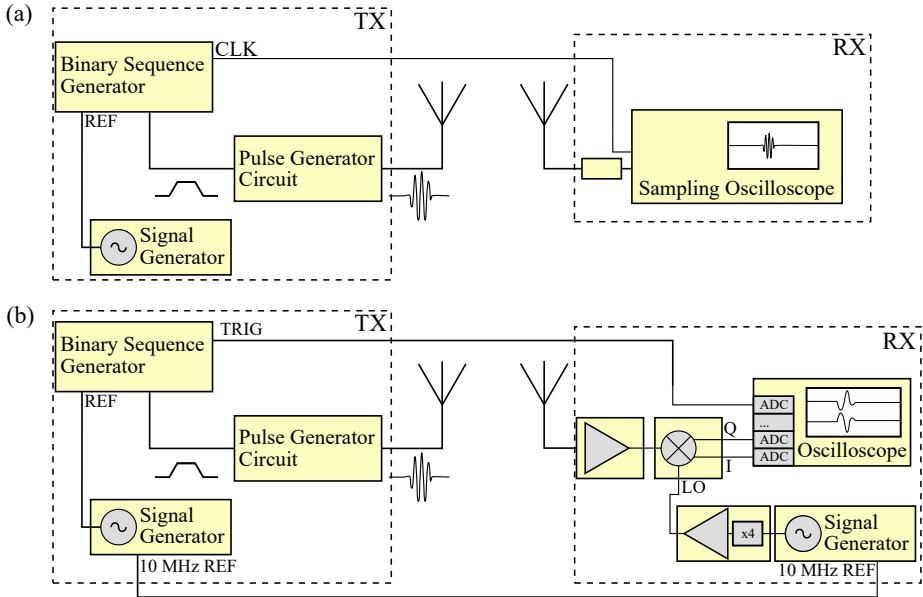 (a)
TX
Binary Sequence
Generator
CLK
REF
Pulse Generator
Circuit
Signal
Generator
RX
Sampling Oscilloscope
(b)
TX
Binary Sequence
Generator
TRIG
REF
Pulse Generator
Circuit
Signal
Generator
10 MHz REF
RX
ADC
...
ADC
ADC
Oscilloscope
Q
I
LO
x4
Signal
Generator
10 MHz REF